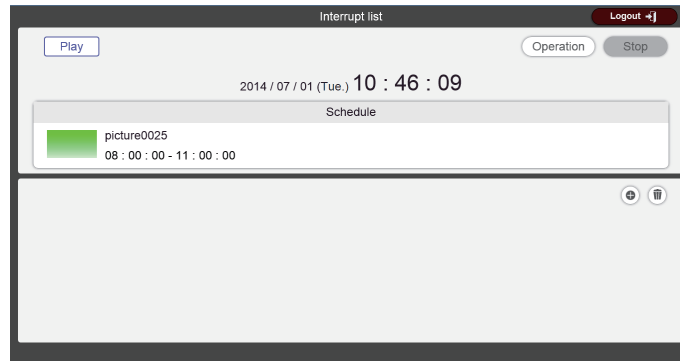 Interrupt list
Logout
Play
Operation
Stop
2014 / 07 / 01 (Tue.) 10 : 46 : 09
Schedule
picture0025
08 : 00 : 00 - 11 : 00 : 00